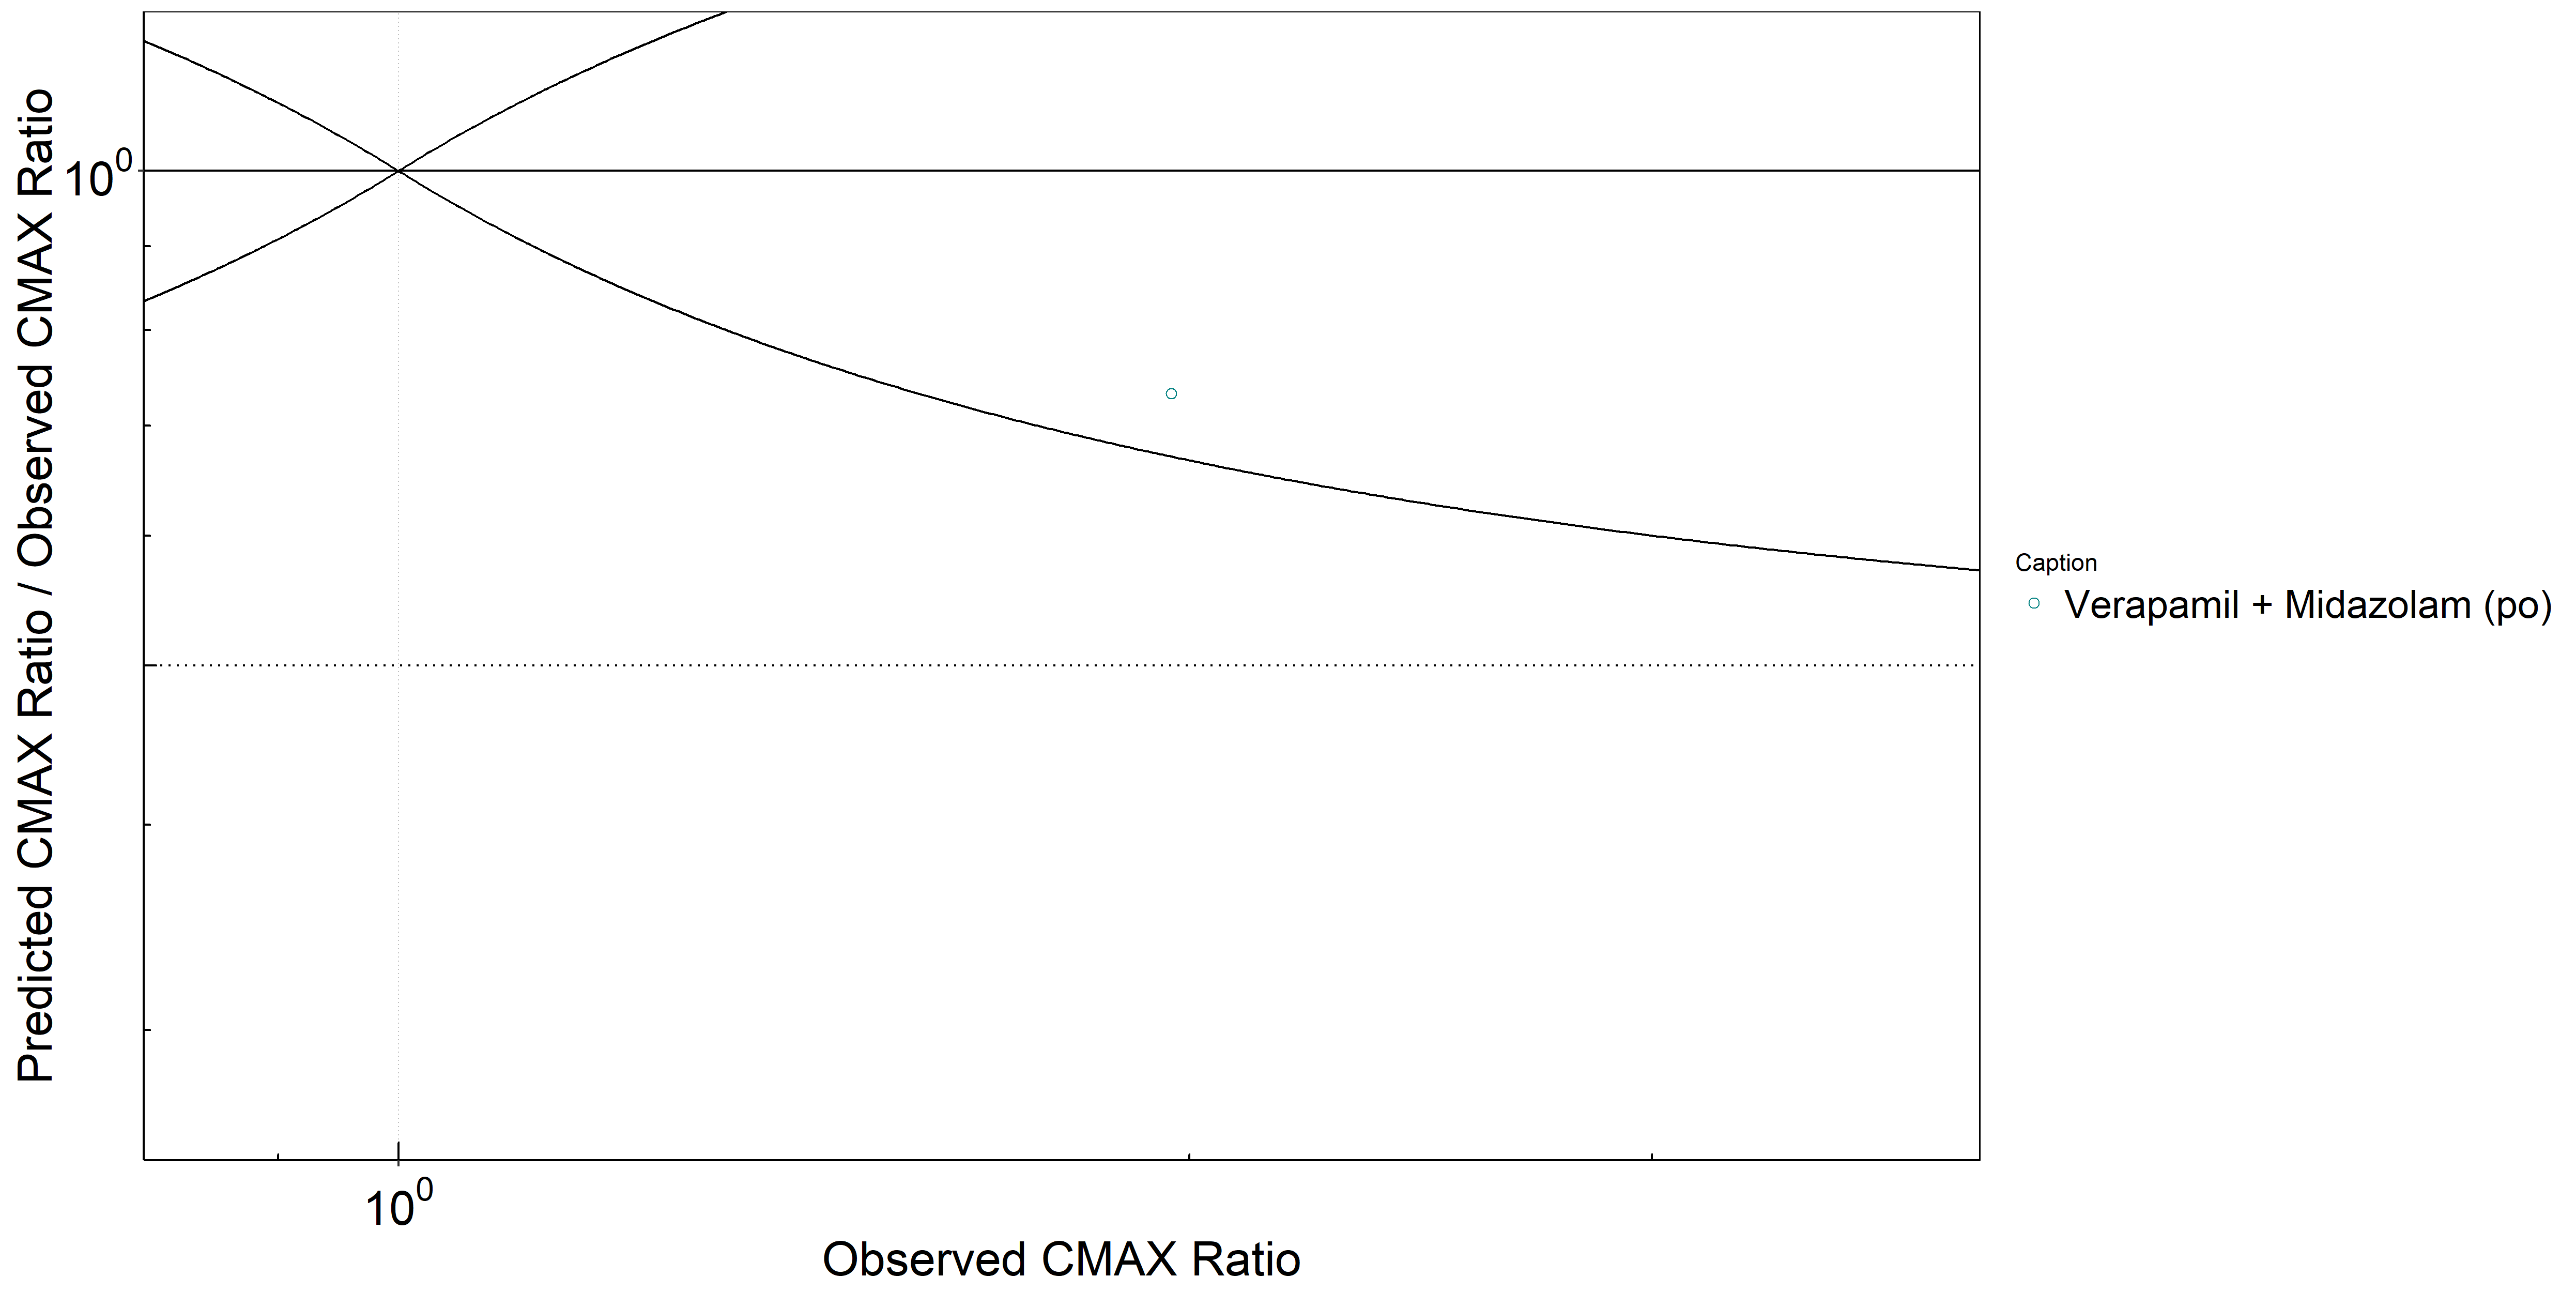 Predicted CMAX Ratio / Observed CMAX Ratio
10⁰
10⁰
Observed CMAX Ratio
Caption
Verapamil + Midazolam (po)